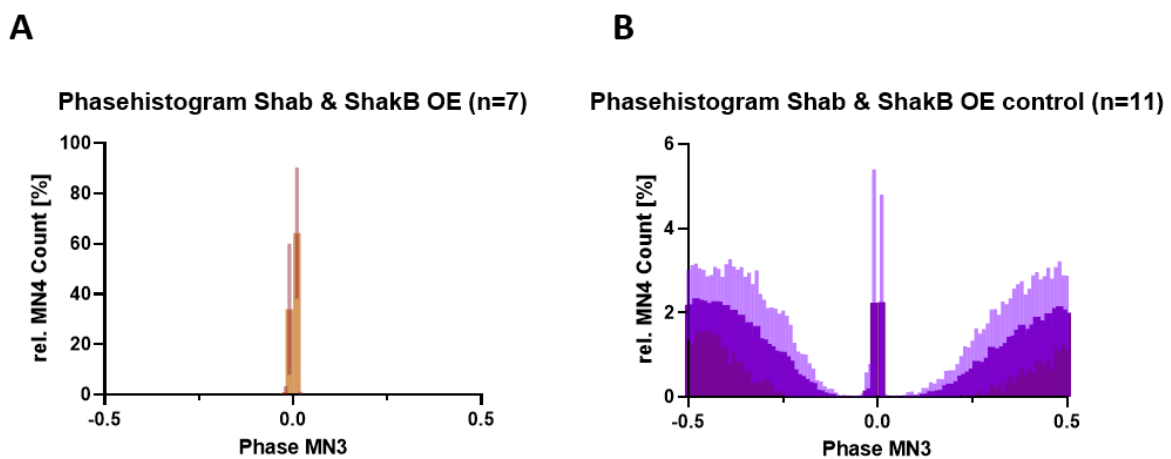 A
B
Phasehistogram Shab & ShakB OE (n=7)
Phasehistogram Shab & ShakB OE control (n=11)
rel. MN4 Count [%]
100
80
60
40
20
0
-0.5
0.0
0.5
Phase MN3
rel. MN4 Count [%]
6
4
2
0
-0.5
0.0
0.5
Phase MN3